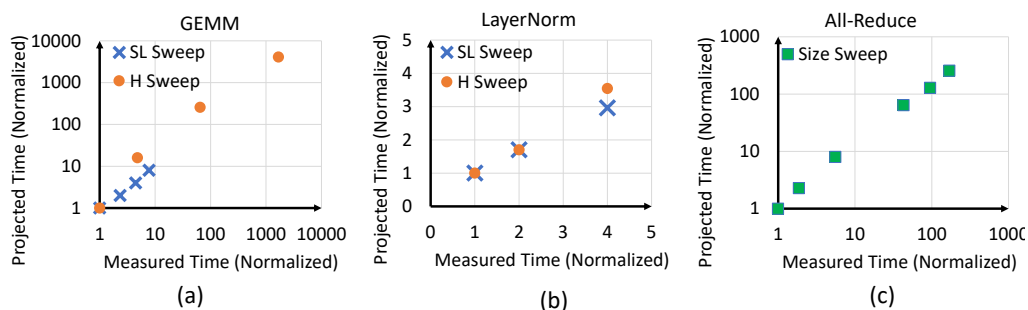 GEMM
10000
1000
100
10
1
SL Sweep
H Sweep
1 10 100 1000 10000
Projected Time (Normalized)
Measured Time (Normalized)
(a)
LayerNorm
5
4
3
2
1
0
SL Sweep
H Sweep
0 1 2 3 4 5
Projected Time (Normalized)
Measured Time (Normalized)
(b)
All-Reduce
1000
100
10
1
Size Sweep
1 10 100 1000
Projected Time (Normalized)
Measured Time (Normalized)
(c)